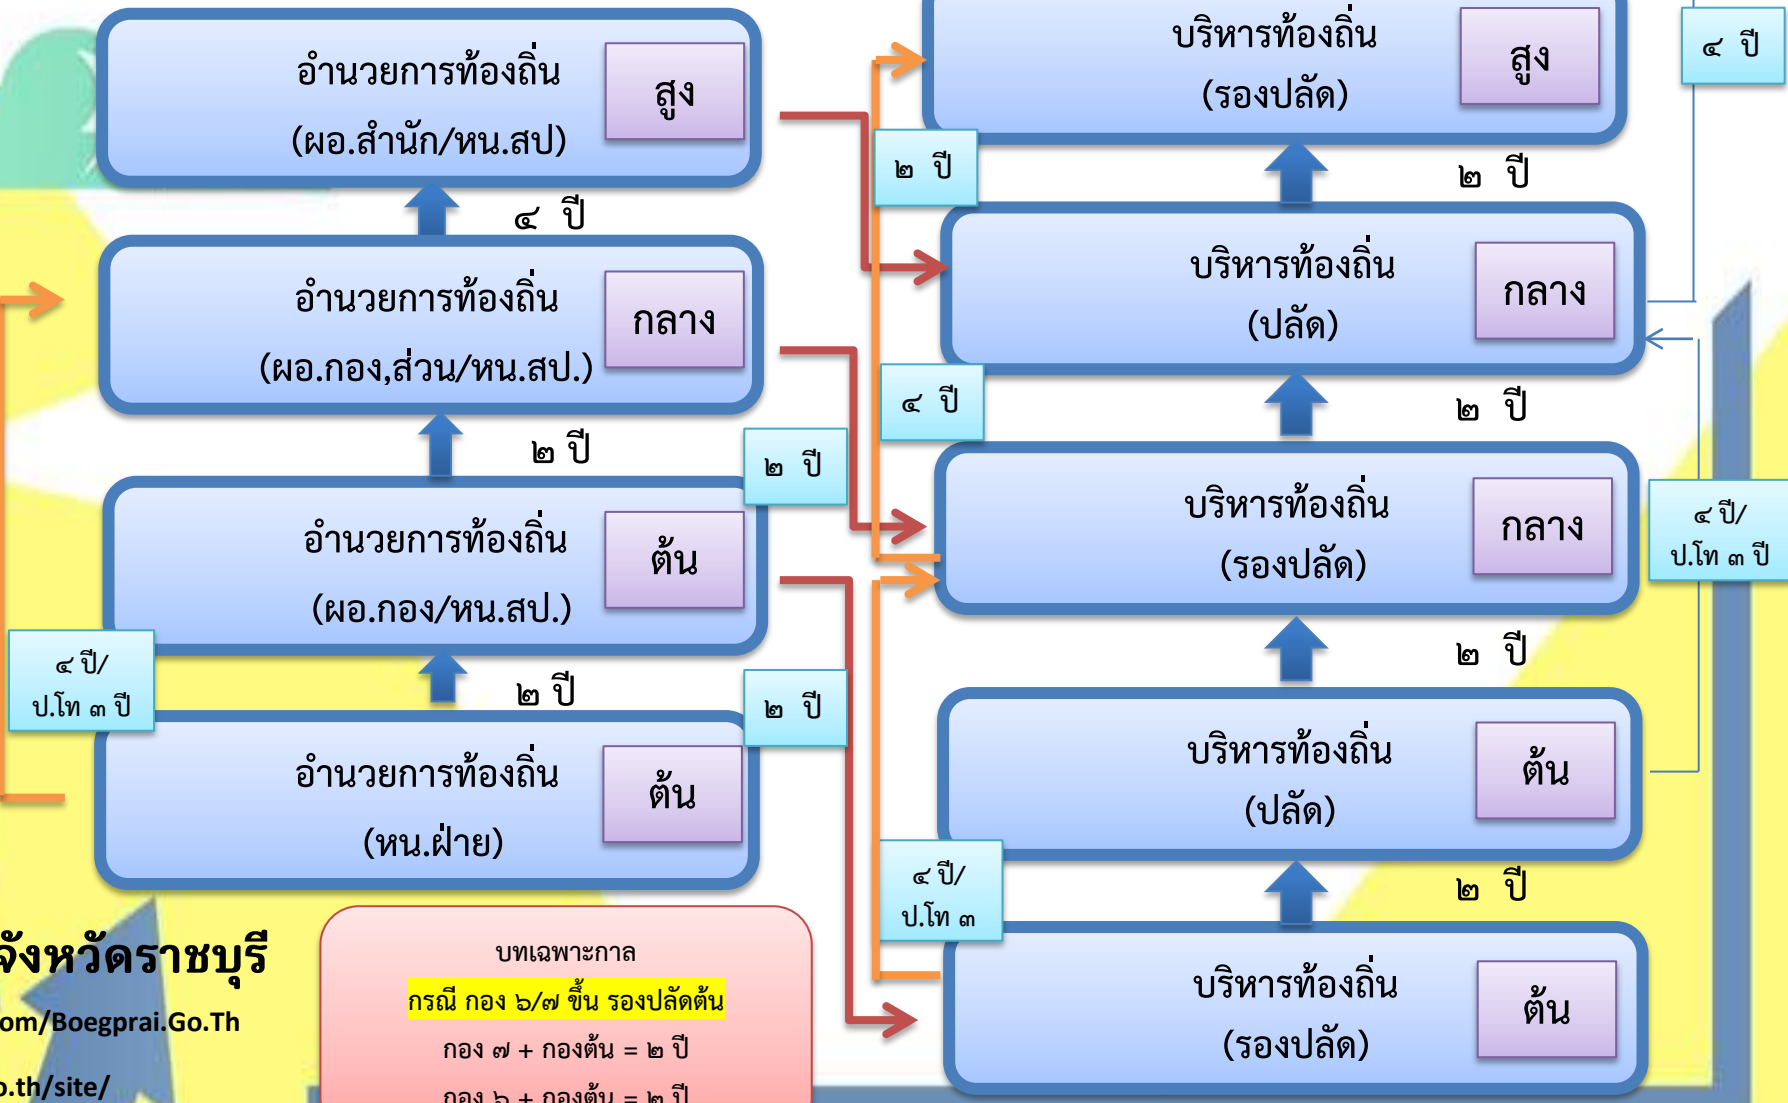 อำนวยการท้องถิ่น
(ผอ.สำนัก/หน.สป)
สูง
๔ ปี
อำนวยการท้องถิ่น
(ผอ.กอง,ส่วน/หน.สป.)
กลาง
๒ ปี
อำนวยการท้องถิ่น
(ผอ.กอง/หน.สป.)
ต้น
๒ ปี
อำนวยการท้องถิ่น
(หน.ฝ่าย)
ต้น
๔ ปี/
ป.โท ๓ ปี
๒ ปี
๔ ปี
๒ ปี
๒ ปี
บริหารท้องถิ่น
(รองปลัด)
สูง
๒ ปี
บริหารท้องถิ่น
(ปลัด)
กลาง
๒ ปี
บริหารท้องถิ่น
(รองปลัด)
กลาง
๒ ปี
บริหารท้องถิ่น
(ปลัด)
ต้น
๒ ปี
บริหารท้องถิ่น
(รองปลัด)
ต้น
๔ ปี/
ป.โท ๓
๔ ปี
๔ ปี/
ป.โท ๓ ปี
จังหวัดราชบุรี
om/Boegprai.Go.Th
o.th/site/
บทเฉพาะกาล
กรณี กอง ๖/๗ ขึ้น รองปลัดต้น
กอง ๗ + กองต้น = ๒ ปี
กอง ๖ + กองต้น = ๒ ปี